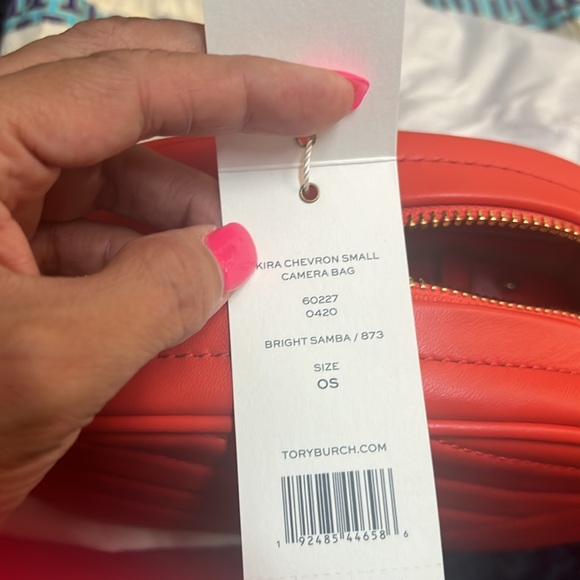 KIRA CHEVRON SMALL
CAMERA BAG
60227
0420
BRIGHT SAMBA / 873
SIZE
OS
TORYBURCH.COM
1 92485 44658 6